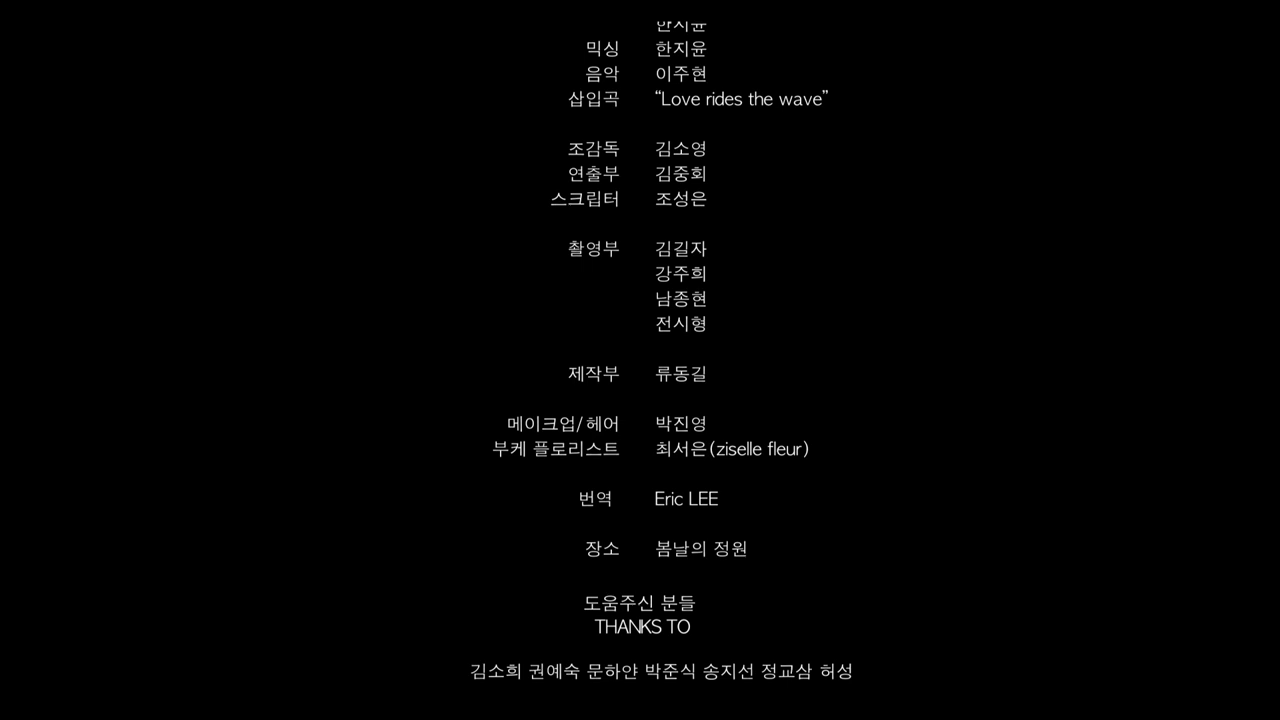 믹싱 한지윤
음악 이주현
삽입곡 “Love rides the wave”
조감독 김소영
연출부 김중회
스크립터 조성은
촬영부 김길자
강주희
남종현
전시형
제작부 류동길
메이크업/헤어 박진영
부케 플로리스트 최서은(ziselle fleur)
번역 Eric LEE
장소 봄날의 정원
도움주신 분들
THANKS TO
김소희 권예숙 문하얀 박준식 송지선 정교삼 허성